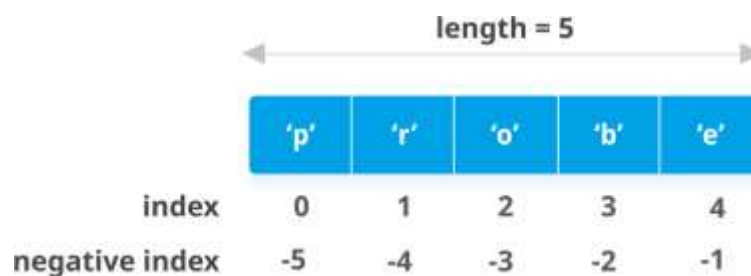 length = 5
‘p’ ‘r’ ‘o’ ‘b’ ‘e’
index 0 1 2 3 4
negative index -5 -4 -3 -2 -1